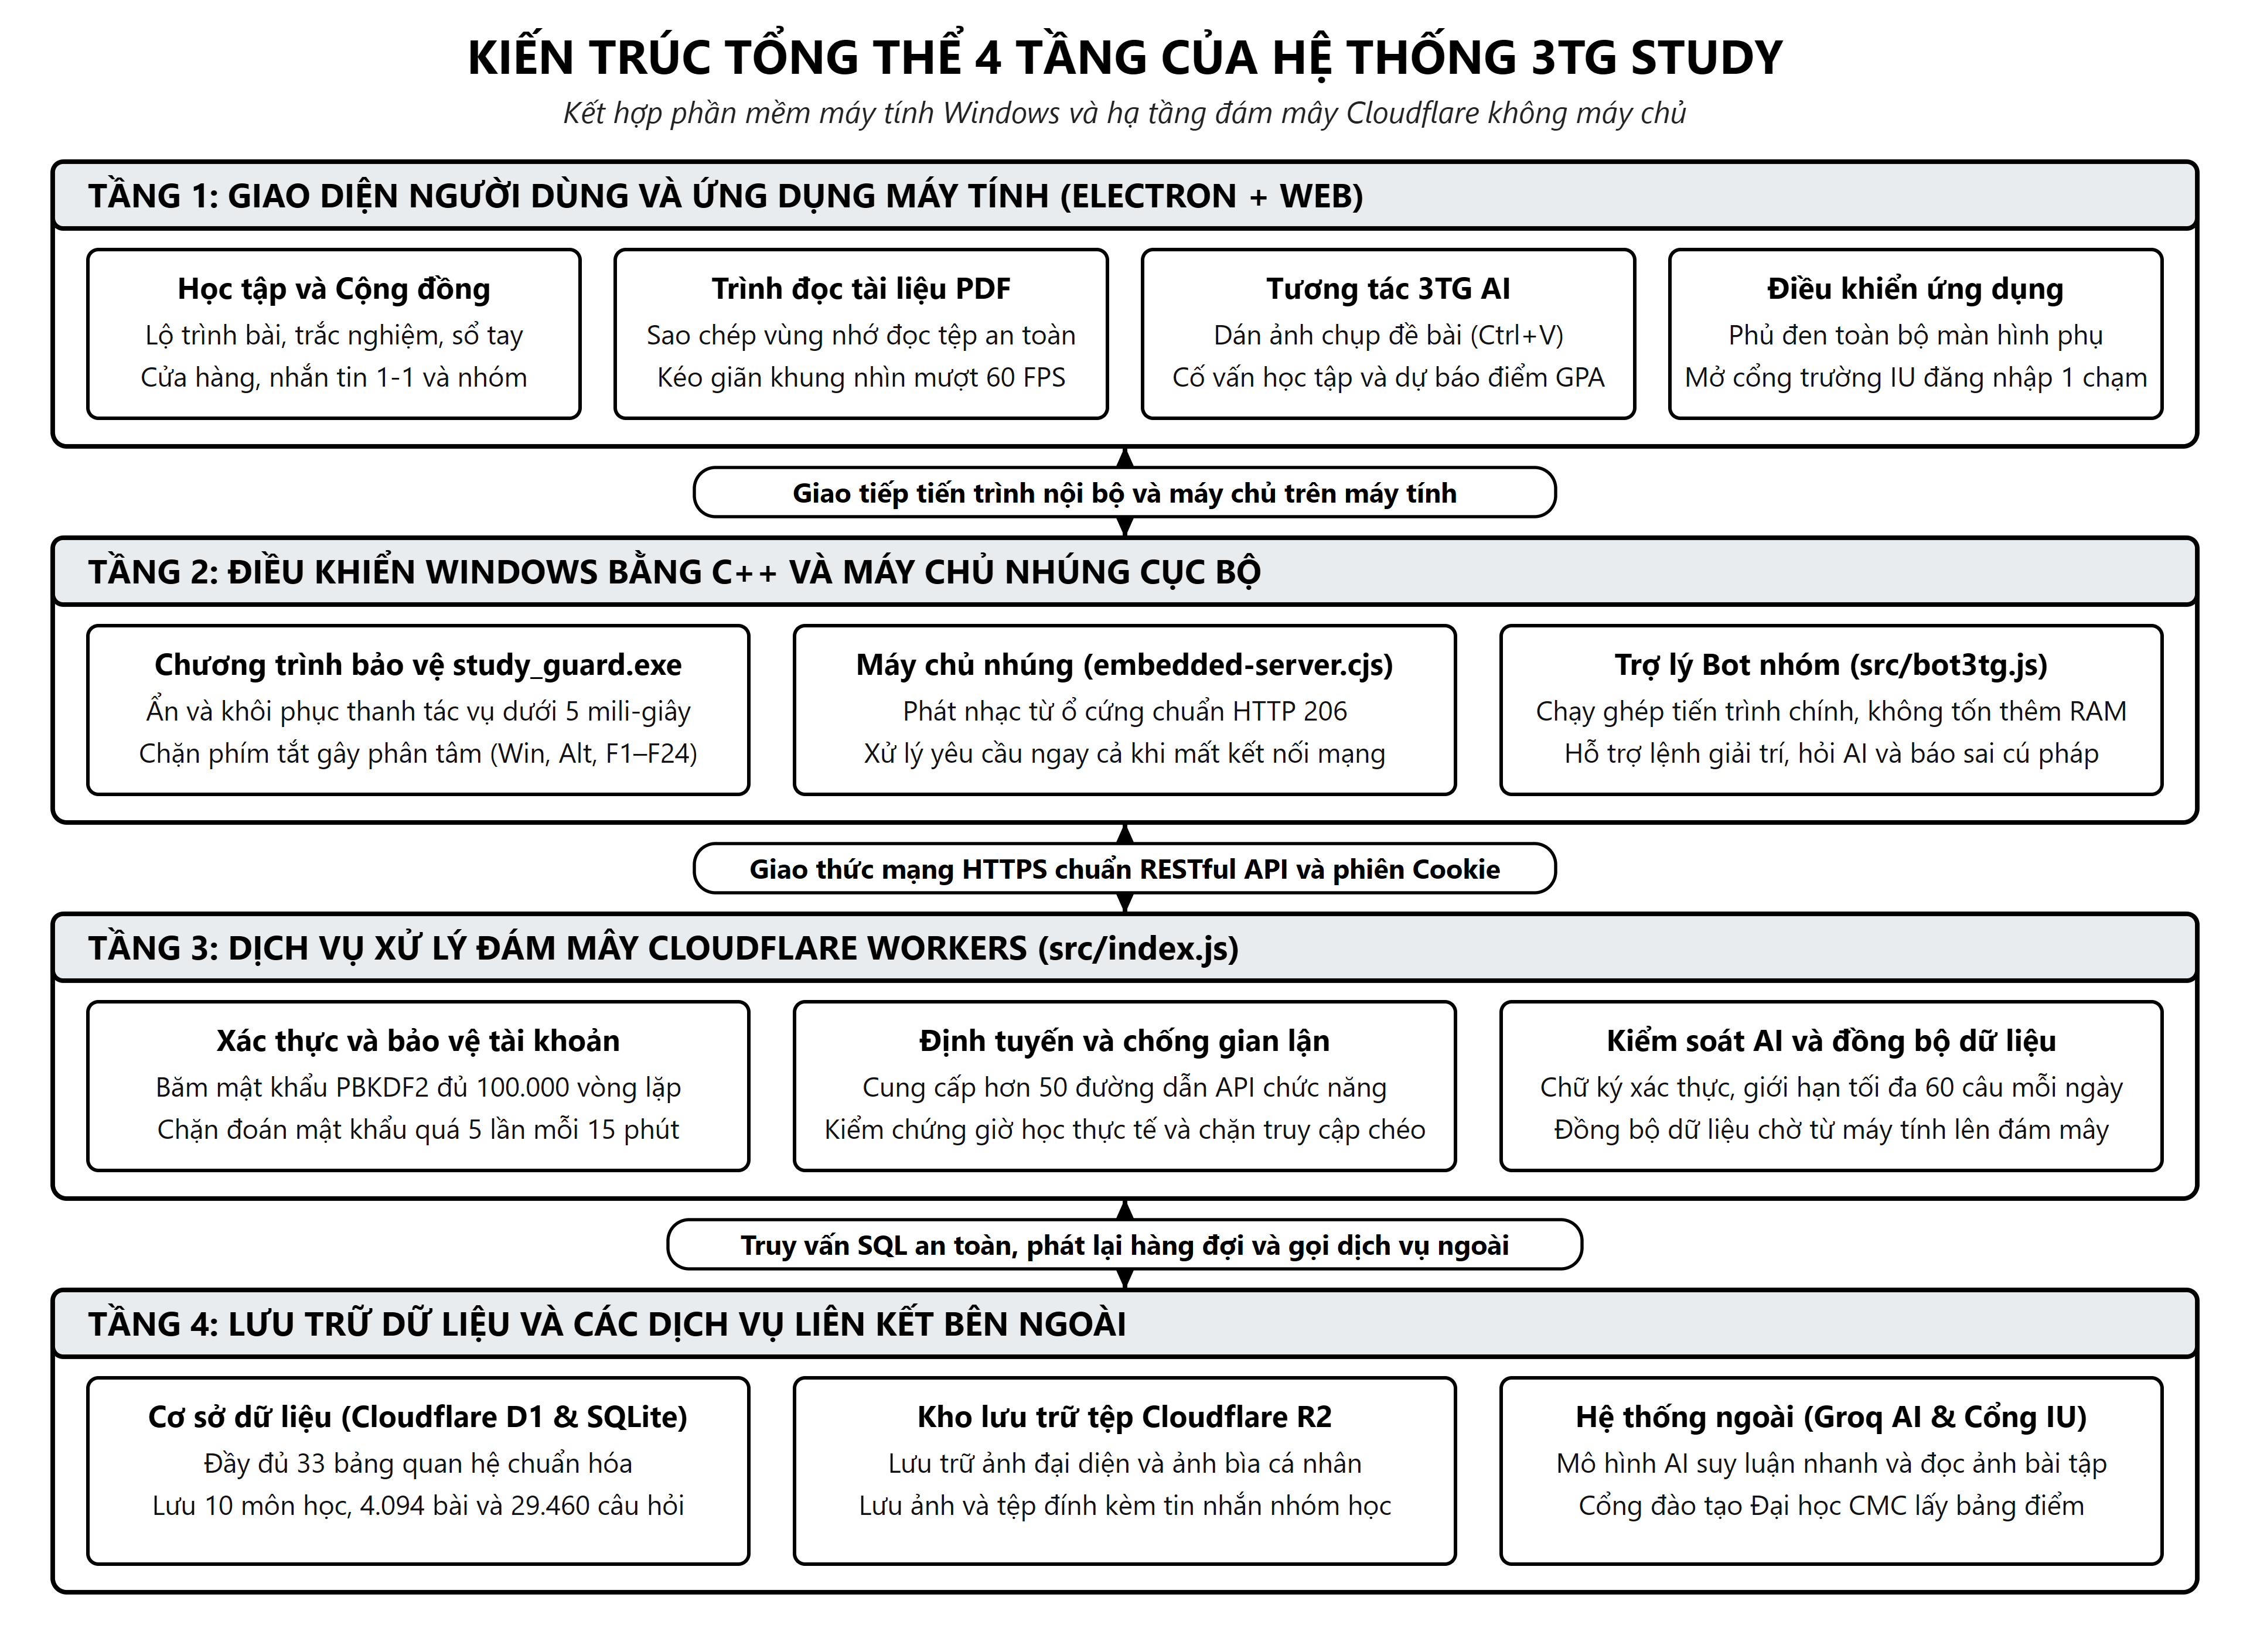 KIẾN TRÚC TỔNG THỂ 4 TẦNG CỦA HỆ THỐNG 3TG STUDY
Kết hợp phần mềm máy tính Windows và hạ tầng đám mây Cloudflare không máy chủ
TẦNG 1: GIAO DIỆN NGƯỜI DÙNG VÀ ỨNG DỤNG MÁY TÍNH (ELECTRON + WEB)
Học tập và Cộng đồng
Lộ trình bài, trắc nghiệm, sổ tay
Cửa hàng, nhắn tin 1-1 và nhóm
Trình đọc tài liệu PDF
Sao chép vùng nhớ đọc tệp an toàn
Kéo giãn khung nhìn mượt 60 FPS
Tương tác 3TG AI
Dán ảnh chụp đề bài (Ctrl+V)
Cố vấn học tập và dự báo điểm GPA
Điều khiển ứng dụng
Phủ đen toàn bộ màn hình phụ
Mở cổng trường IU đăng nhập 1 chạm
Giao tiếp tiến trình nội bộ và máy chủ trên máy tính
TẦNG 2: ĐIỀU KHIỂN WINDOWS BẰNG C++ VÀ MÁY CHỦ NHÚNG CỤC BỘ
Chương trình bảo vệ study_guard.exe
Ẩn và khôi phục thanh tác vụ dưới 5 mili-giây
Chặn phím tắt gây phân tâm (Win, Alt, F1–F24)
Máy chủ nhúng (embedded-server.cjs)
Phát nhạc từ ổ cứng chuẩn HTTP 206
Xử lý yêu cầu ngay cả khi mất kết nối mạng
Trợ lý Bot nhóm (src/bot3tg.js)
Chạy ghép tiến trình chính, không tốn thêm RAM
Hỗ trợ lệnh giải trí, hỏi AI và báo sai cú pháp
Giao thức mạng HTTPS chuẩn RESTful API và phiên Cookie
TẦNG 3: DỊCH VỤ XỬ LÝ ĐÁM MÂY CLOUDFLARE WORKERS (src/index.js)
Xác thực và bảo vệ tài khoản
Băm mật khẩu PBKDF2 đủ 100.000 vòng lặp
Chặn đoán mật khẩu quá 5 lần mỗi 15 phút
Định tuyến và chống gian lận
Cung cấp hơn 50 đường dẫn API chức năng
Kiểm chứng giờ học thực tế và chặn truy cập chéo
Kiểm soát AI và đồng bộ dữ liệu
Chữ ký xác thực, giới hạn tối đa 60 câu mỗi ngày
Đồng bộ dữ liệu chờ từ máy tính lên đám mây
Truy vấn SQL an toàn, phát lại hàng đợi và gọi dịch vụ ngoài
TẦNG 4: LƯU TRỮ DỮ LIỆU VÀ CÁC DỊCH VỤ LIÊN KẾT BÊN NGOÀI
Cơ sở dữ liệu (Cloudflare D1 & SQLite)
Đầy đủ 33 bảng quan hệ chuẩn hóa
Lưu 10 môn học, 4.094 bài và 29.460 câu hỏi
Kho lưu trữ tệp Cloudflare R2
Lưu trữ ảnh đại diện và ảnh bìa cá nhân
Lưu ảnh và tệp đính kèm tin nhắn nhóm học
Hệ thống ngoài (Groq AI & Cổng IU)
Mô hình AI suy luận nhanh và đọc ảnh bài tập
Cổng đào tạo Đại học CMC lấy bảng điểm